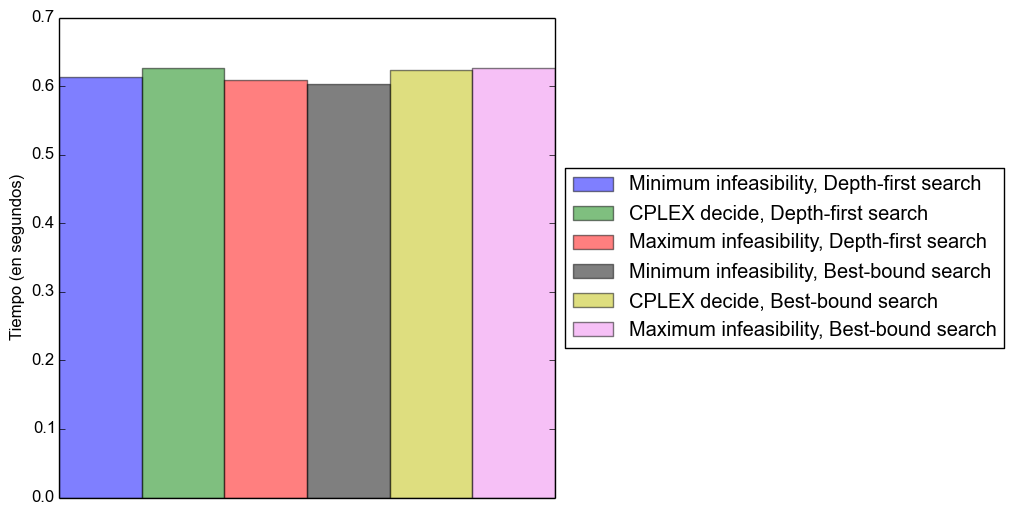 0.7
0.6
0.5
0.4
0.3
0.2
0.1
0.0
Tiempo (en segundos)
Minimum infeasibility, Depth-first search
CPLEX decide, Depth-first search
Maximum infeasibility, Depth-first search
Minimum infeasibility, Best-bound search
CPLEX decide, Best-bound search
Maximum infeasibility, Best-bound search